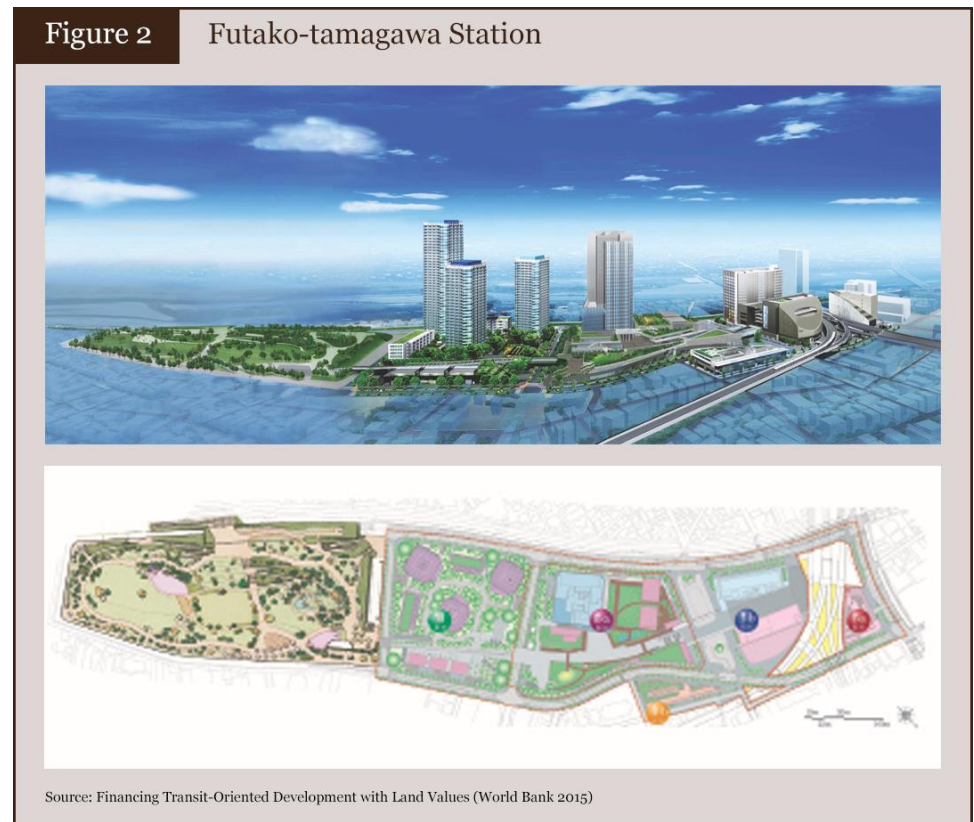 Figure 2
Futako-tamagawa Station
Source: Financing Transit-Oriented Development with Land Values (World Bank 2015)